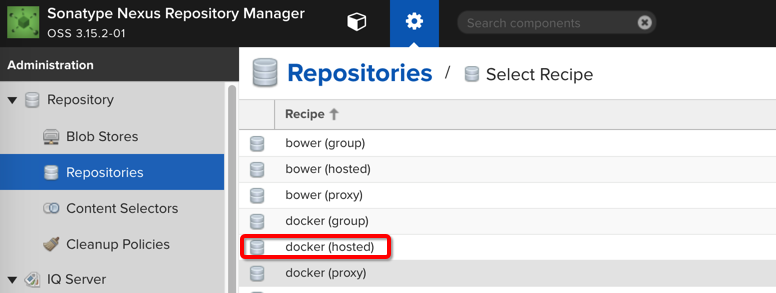 Sonatype Nexus Repository Manager
OSS 3.15.2-01
Search components
Administration
Repository
Blob Stores
Repositories
Content Selectors
Cleanup Policies
IQ Server
Repositories / Select Recipe
Recipe
bower (group)
bower (hosted)
bower (proxy)
docker (group)
docker (hosted)
docker (proxy)